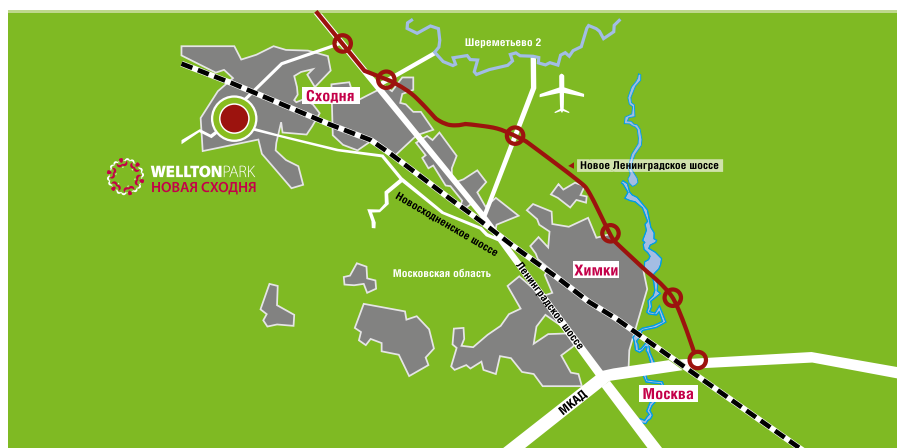 Шереметьево 2
Сходня
Новое Ленинградское шоссе
WELLTONPARK
НОВАЯ СХОДНЯ
Новосходненское шоссе
Химки
Московская область
Ленинградское шоссе
МКАД
Москва